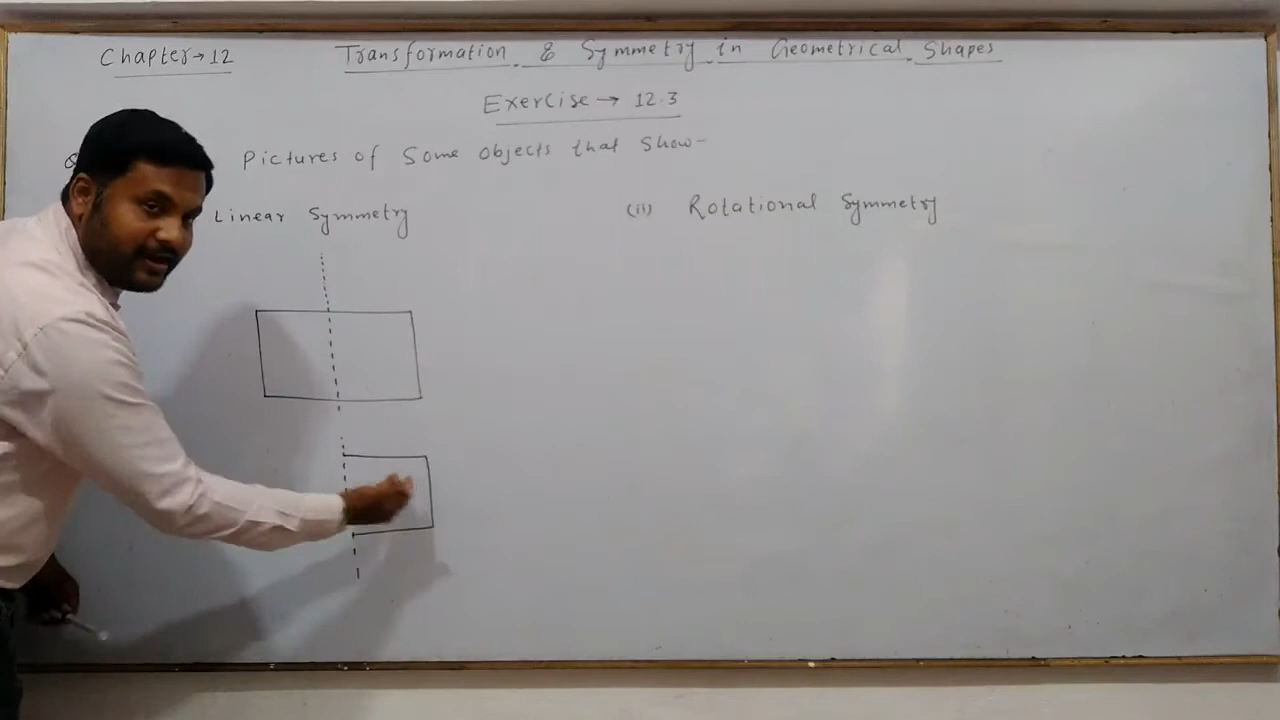 Chapter→12 Transformation & Symmetry in Geometrical Shapes
Exercise → 12.3
Pictures of Some Objects that Show-
Linear Symmetry (ii) Rotational Symmetry